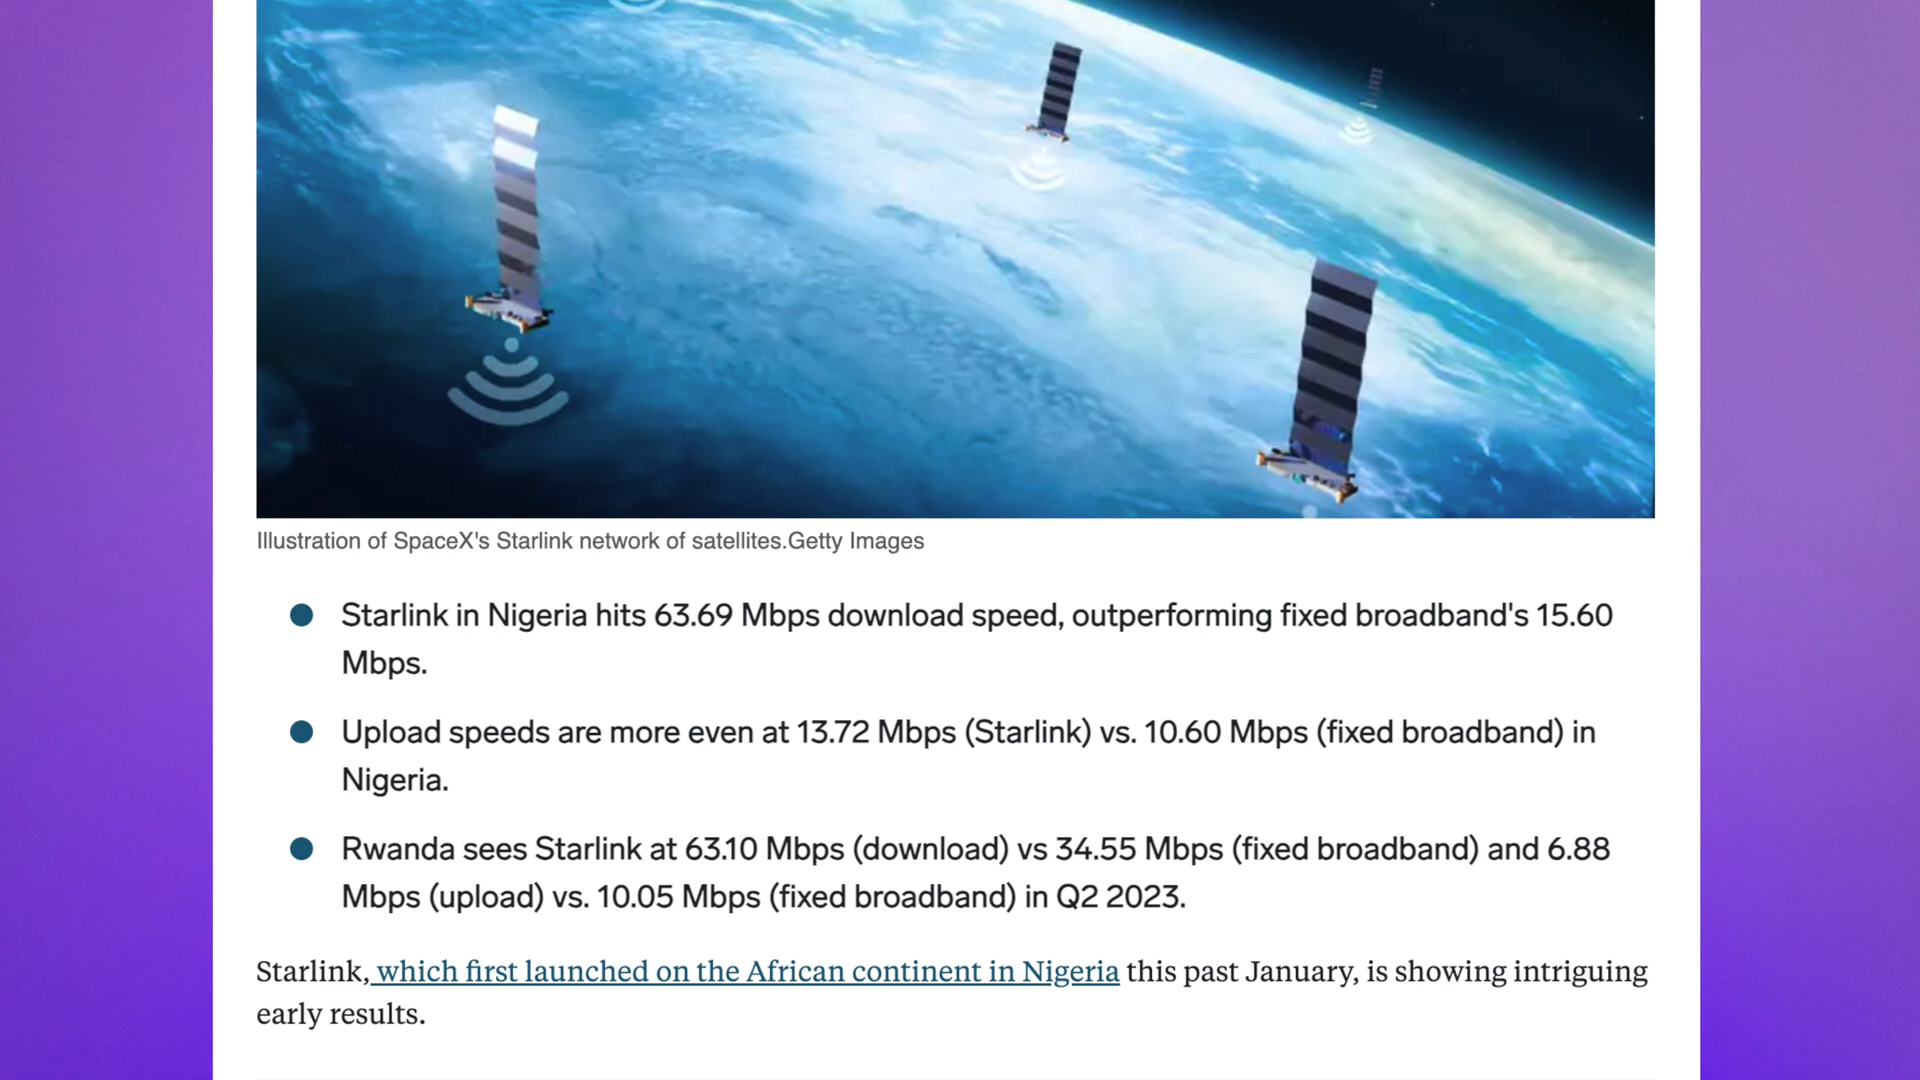 Illustration of SpaceX's Starlink network of satellites.Getty Images
Starlink in Nigeria hits 63.69 Mbps download speed, outperforming fixed broadband's 15.60
Mbps.
Upload speeds are more even at 13.72 Mbps (Starlink) vs. 10.60 Mbps (fixed broadband) in
Nigeria.
Rwanda sees Starlink at 63.10 Mbps (download) vs 34.55 Mbps (fixed broadband) and 6.88
Mbps (upload) vs. 10.05 Mbps (fixed broadband) in Q2 2023.
Starlink, which first launched on the African continent in Nigeria this past January, is showing intriguing
early results.